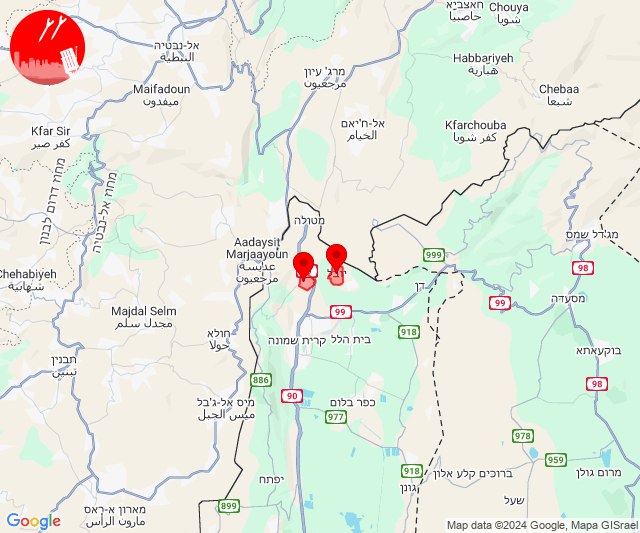 Chouya
شويا
חאצביא
حاصبيا
אל-נבטיה
النبطية
Habbariyeh
هبارية
מרג' עיון
مرجعيون
Maifadoun
ميفدون
Chebaa
شبعا
אל-ח'יאם
الخيام
Kfarchouba
كفر شوبا
Kfar Sir
كفر صير
מחוז דרום לבנון
מחוז אל-נבטיה
מטולה
מג'דל שמס
Aadaysit
Marjaayoun
عديسة
مرجعيون
999
98
Chehabiyeh
شهابية
יובל
דן
99
מסעדה
Majdal Selm
مجدل سلم
99
חולא
حولا
918
קרית שמונה
בית הלל
בוקעאתא
תבנין
تبنين
886
98
90
מיס אל-ג'בל
ميس الجبل
כפר בלום
977
978
959
918
ברוכים קלע אלון
מרום גולן
יפתח
גונן
שעל
899
מארון א-ראס
مارون الرأس
Google
Map data ©2024 Google, Mapa GISrael